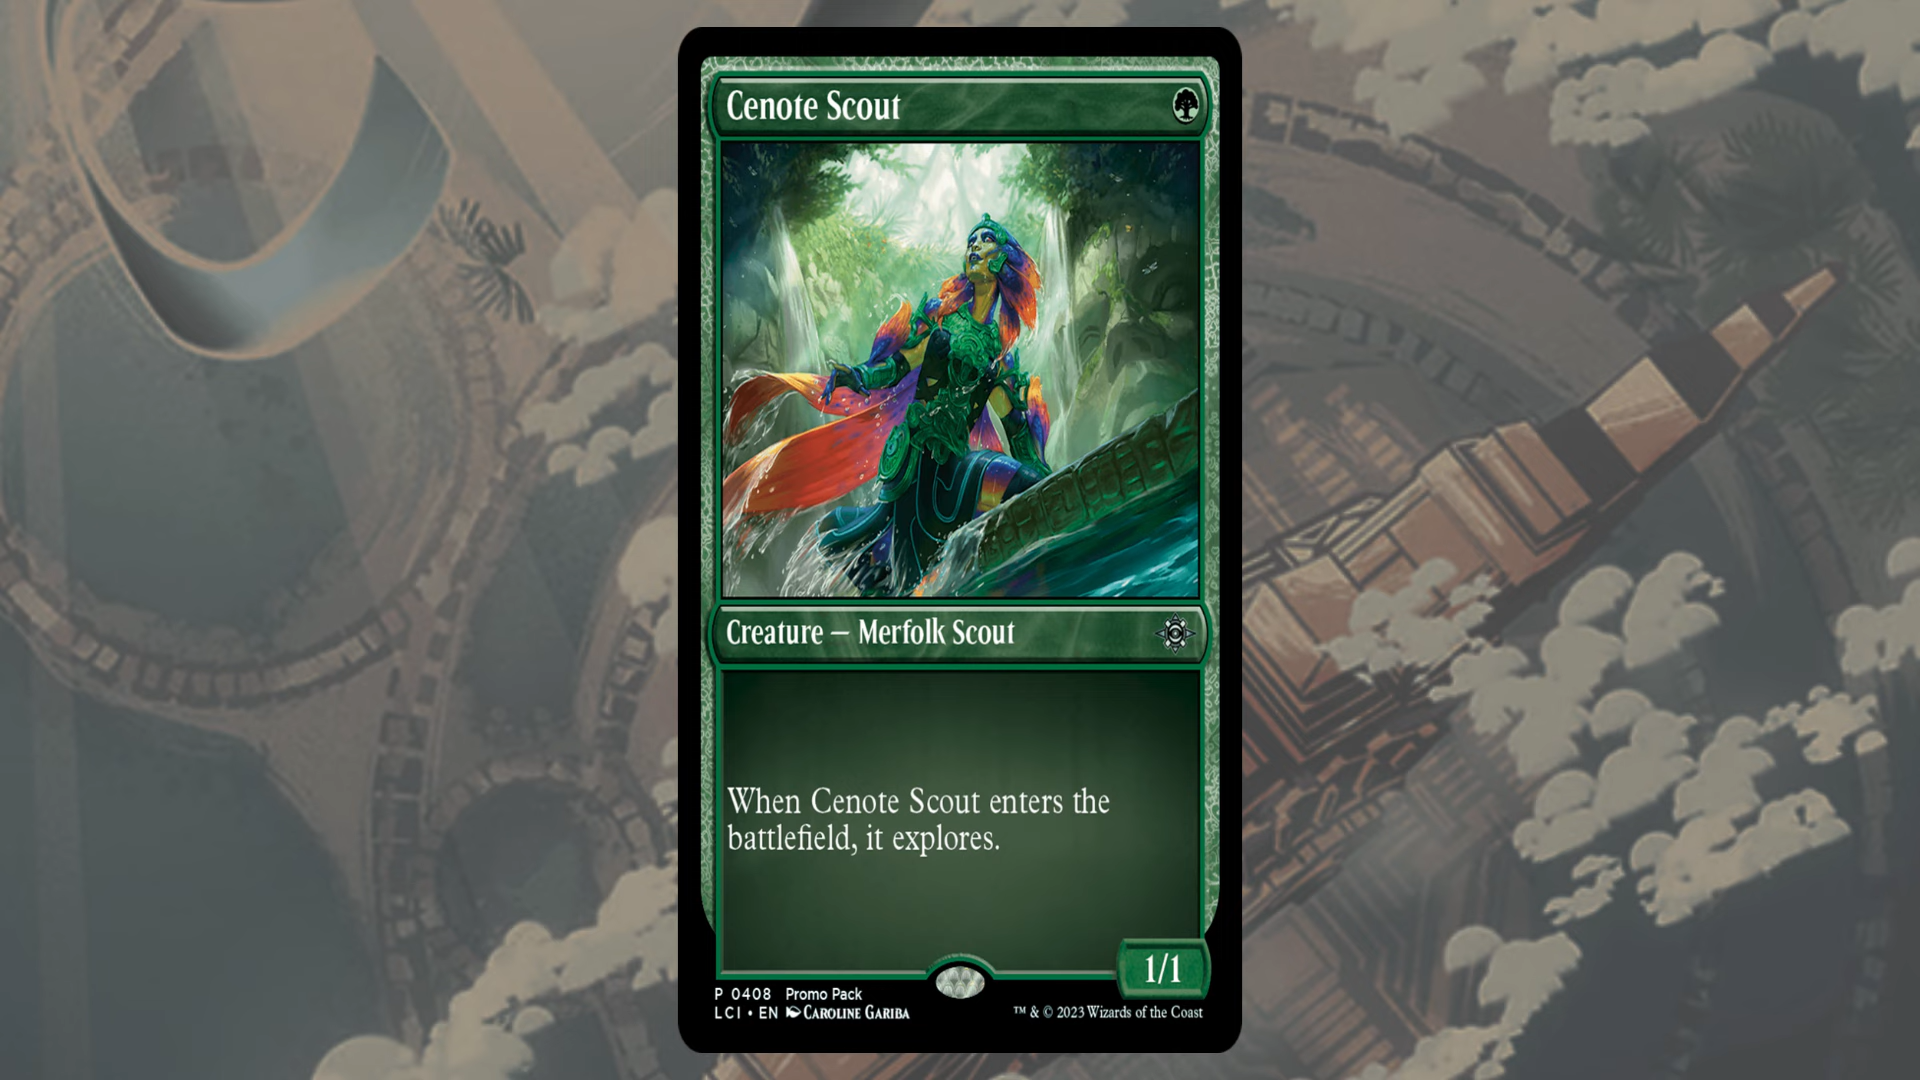 Cenote Scout
Creature — Merfolk Scout
When Cenote Scout enters the
battlefield, it explores.
1/1
P 0408 Promo Pack
LCI • EN CAROLINE GARIBA
™ & © 2023 Wizards of the Coast